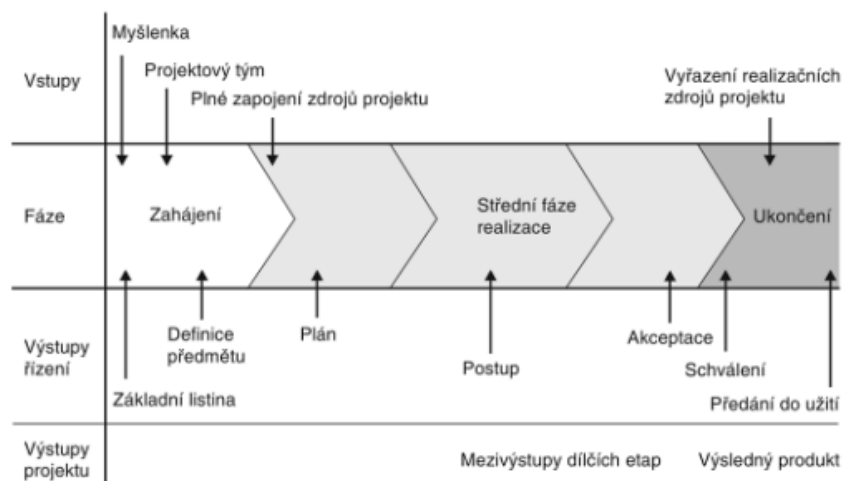 Myšlenka
Projektový tým
Plné zapojení zdrojů projektu
Vyřazení realizačních
zdrojů projektu
Vstupy
Fáze
Zahájení
Střední fáze
realizace
Ukončení
Výstupy
řízení
Definice
předmětu
Plán
Postup
Akceptace
Schválení
Základní listina
Předání do užití
Výstupy
projektu
Mezivýstupy dílčích etap
Výsledný produkt